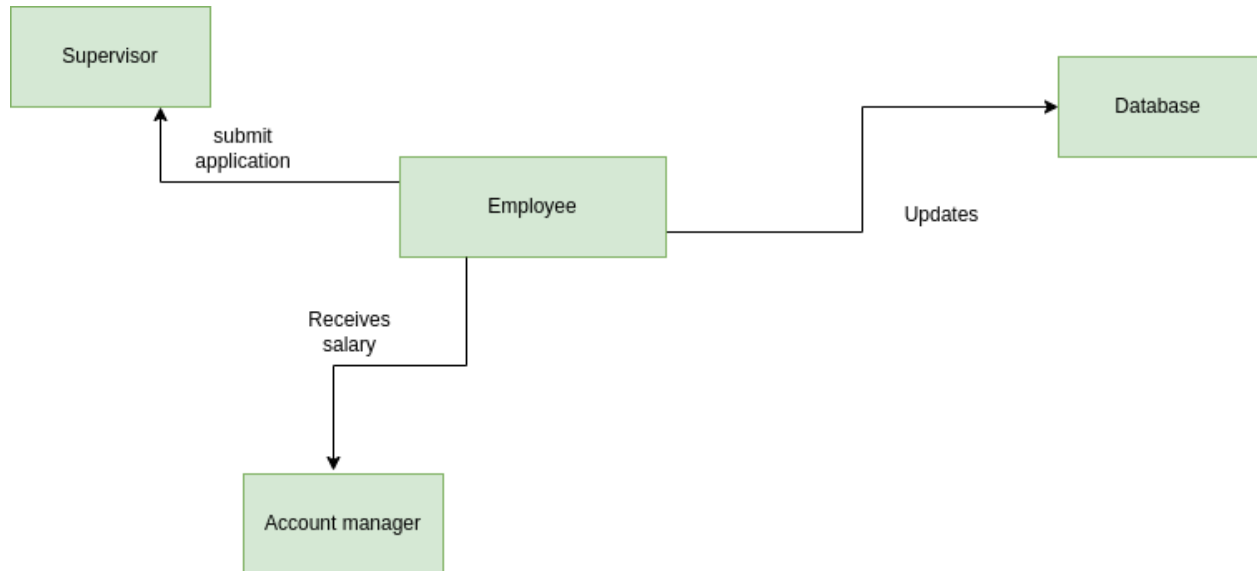 Supervisor
Database
submit
application
Employee
Updates
Receives
salary
Account manager